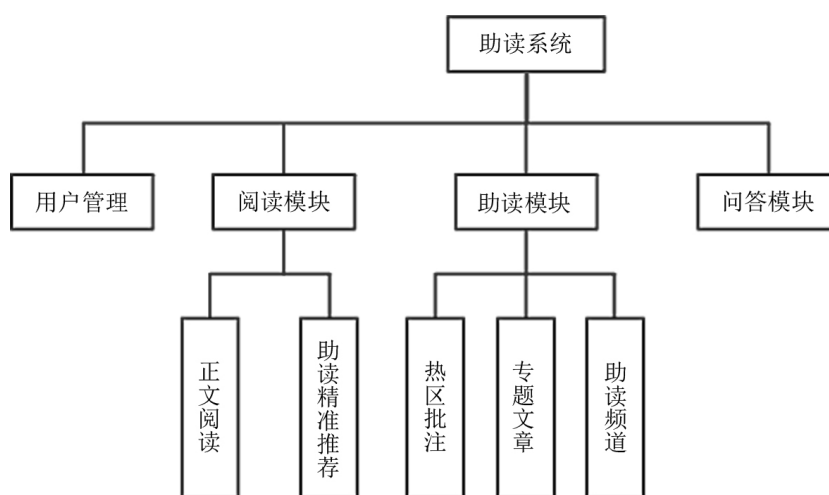 助读系统
用户管理
阅读模块
助读模块
问答模块
正文阅读
助读精准推荐
热区批注
专题文章
助读频道